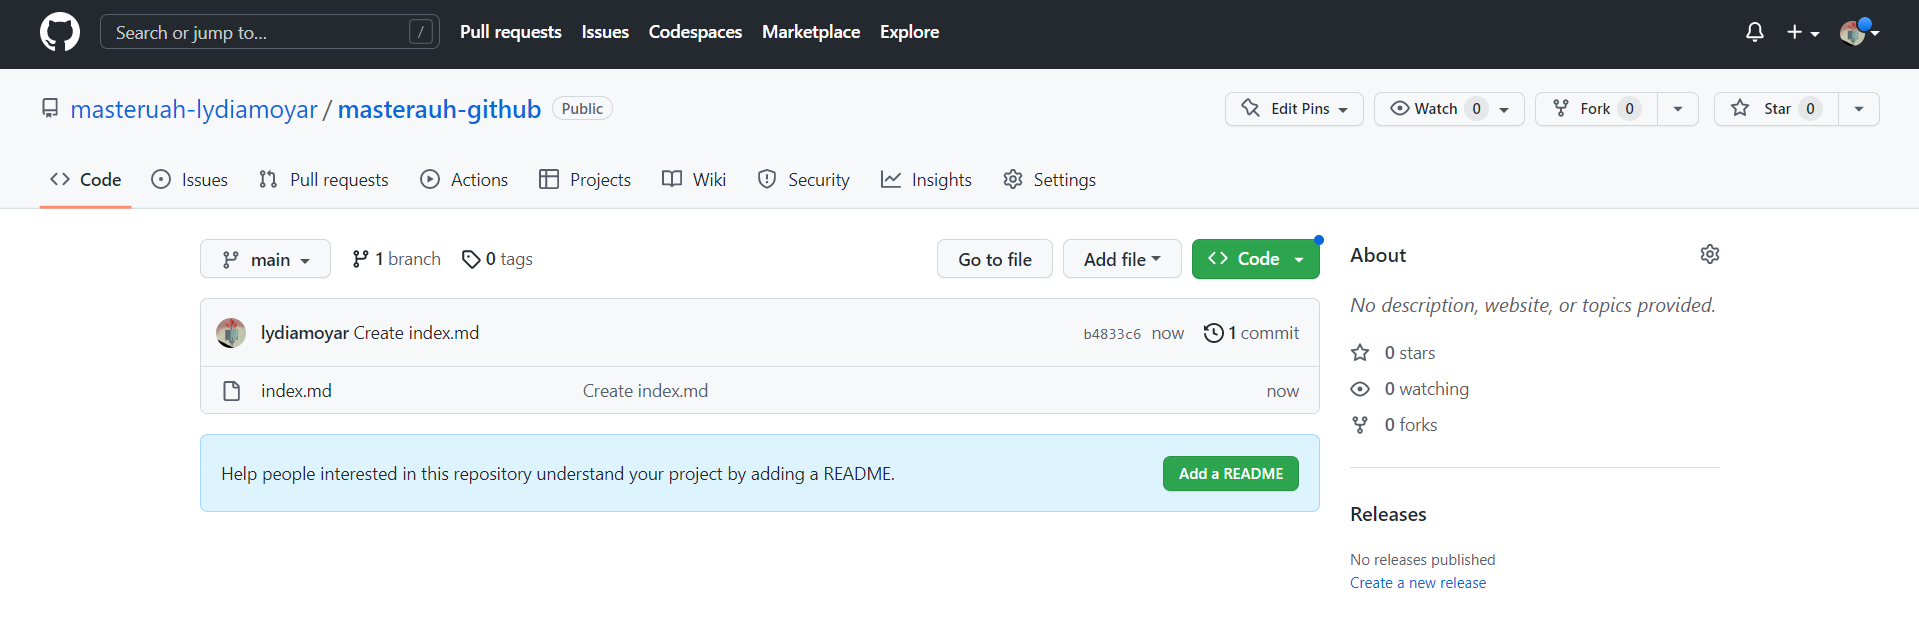 Search or jump to... /
Pull requests Issues Codespaces Marketplace Explore
masteruah-lydiamoyar / masterauh-github Public
Edit Pins Watch 0 Fork 0 Star 0
Code Issues Pull requests Actions Projects Wiki Security Insights Settings
main 1 branch 0 tags Go to file Add file Code
lydiamoyar Create index.md b4833c6 now 1 commit
index.md Create index.md now
Help people interested in this repository understand your project by adding a README. Add a README
About
No description, website, or topics provided.
0 stars
0 watching
0 forks
Releases
No releases published
Create a new release